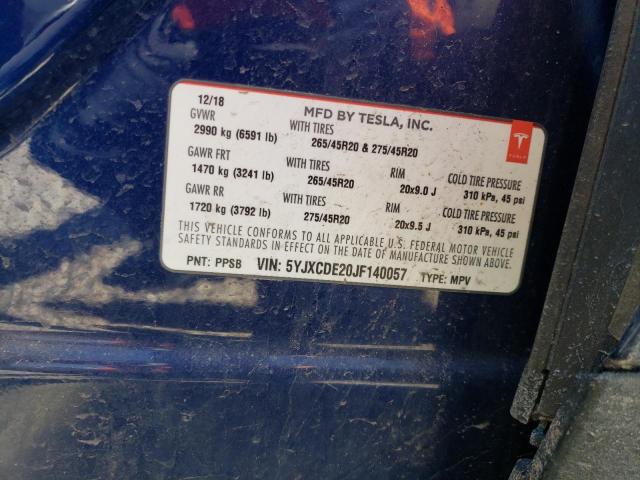 12/18 MFD BY TESLA, INC.
GVWR WITH TIRES
2990 kg (6591 lb) 265/45R20 & 275/45R20
GAWR FRT WITH TIRES RIM COLD TIRE PRESSURE
1470 kg (3241 lb) 265/45R20 20x9.0 J 310 kPa, 45 psi
GAWR RR WITH TIRES RIM COLD TIRE PRESSURE
1720 kg (3792 lb) 275/45R20 20x9.5 J 310 kPa, 45 psi
THIS VEHICLE CONFORMS TO ALL APPLICABLE U.S. FEDERAL MOTOR VEHICLE
SAFETY STANDARDS IN EFFECT ON THE DATE OF MANUFACTURE SHOWN ABOVE.
PNT: PPSB VIN: 5YJXCDE20JF140057 TYPE: MPV
TESLA